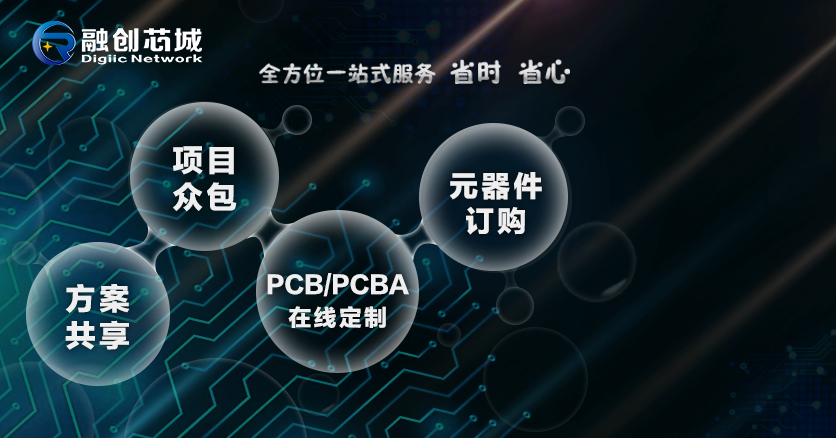 融创芯城
Digiic Network
全方位一站式服务 省时 省心
项目
众包
元器件
订购
PCB/PCBA
在线定制
方案
共享